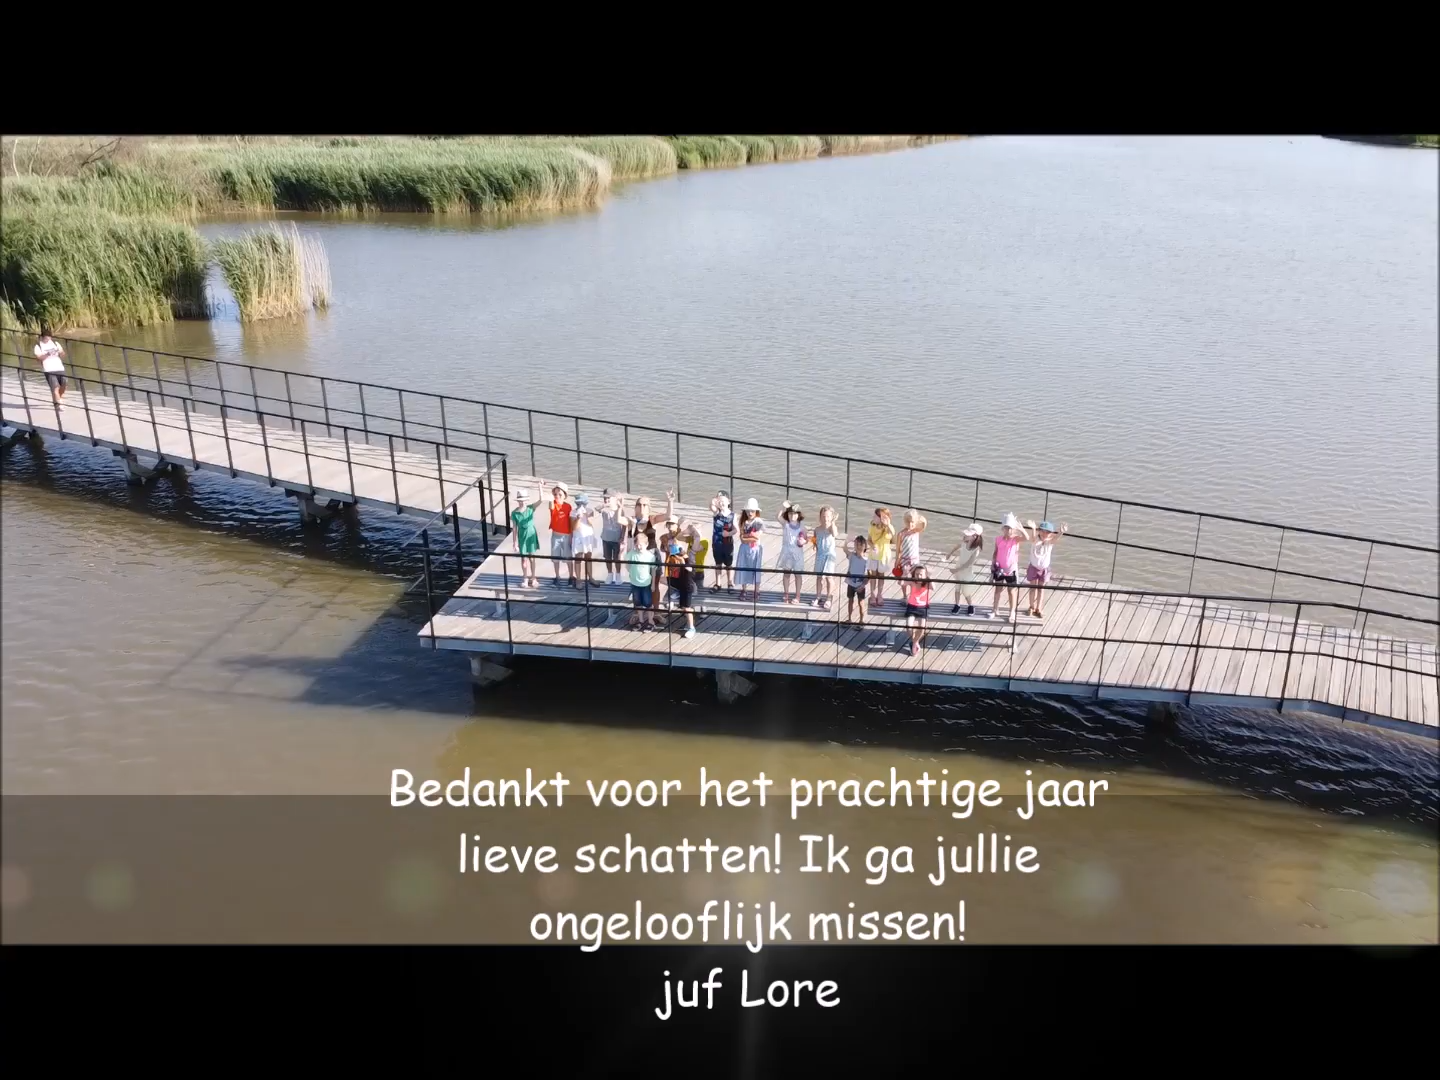 Bedankt voor het prachtige jaar
lieve schatten! Ik ga jullie
ongelooflijk missen!
juf Lore